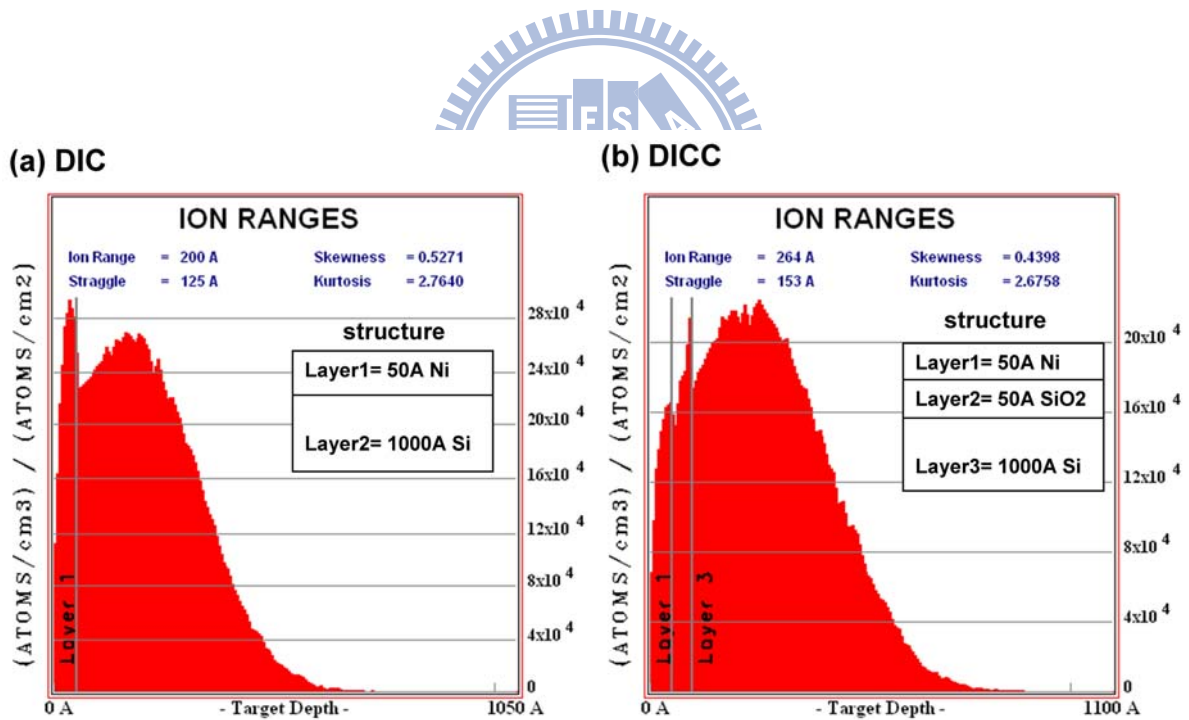 ES
(a) DIC
(b) DICC
ION RANGES
Ion Range = 200 A
Skewness = 0.5271
Straggle = 125 A
Kurtosis = 2.7640
(ATOMS/cm3) / (ATOMS/cm2)
structure
Layer1= 50A Ni
Layer2= 1000A Si
Layer 1
28x10 4
24x10 4
20x10 4
16x10 4
12x10 4
8x10 4
4x10 4
0
0 A
- Target Depth -
1050 A
ION RANGES
Ion Range = 264 A
Skewness = 0.4398
Straggle = 153 A
Kurtosis = 2.6758
(ATOMS/cm3) / (ATOMS/cm2)
structure
Layer1= 50A Ni
Layer2= 50A SiO2
Layer3= 1000A Si
Layer 1
Layer 3
20x10 4
16x10 4
12x10 4
8x10 4
4x10 4
0
0 A
- Target Depth -
1100 A